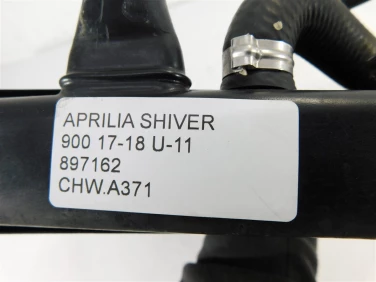 APRILIA SHIVER
900 17-18 U-11
897162
CHW.A371